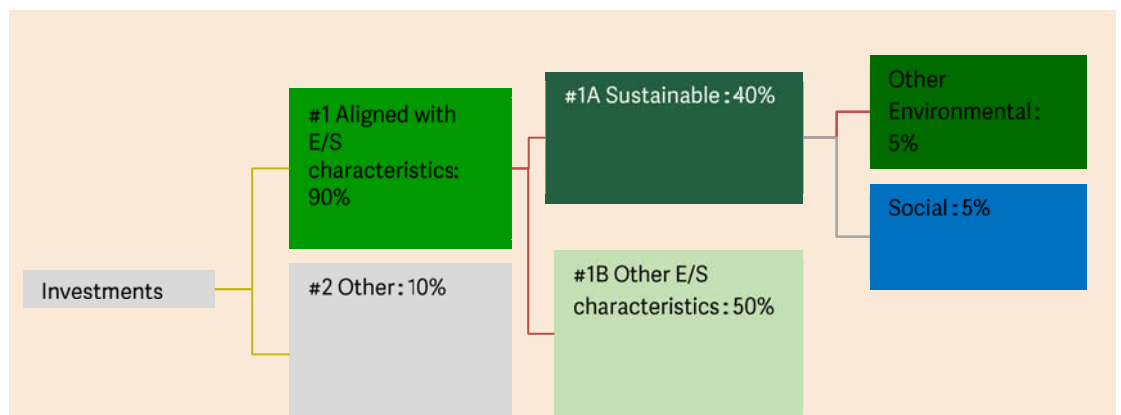 Investments
#1 Aligned with
E/S
characteristics:
90%
#2 Other: 10%
#1A Sustainable: 40%
#1B Other E/S
characteristics: 50%
Other
Environmental:
5%
Social: 5%